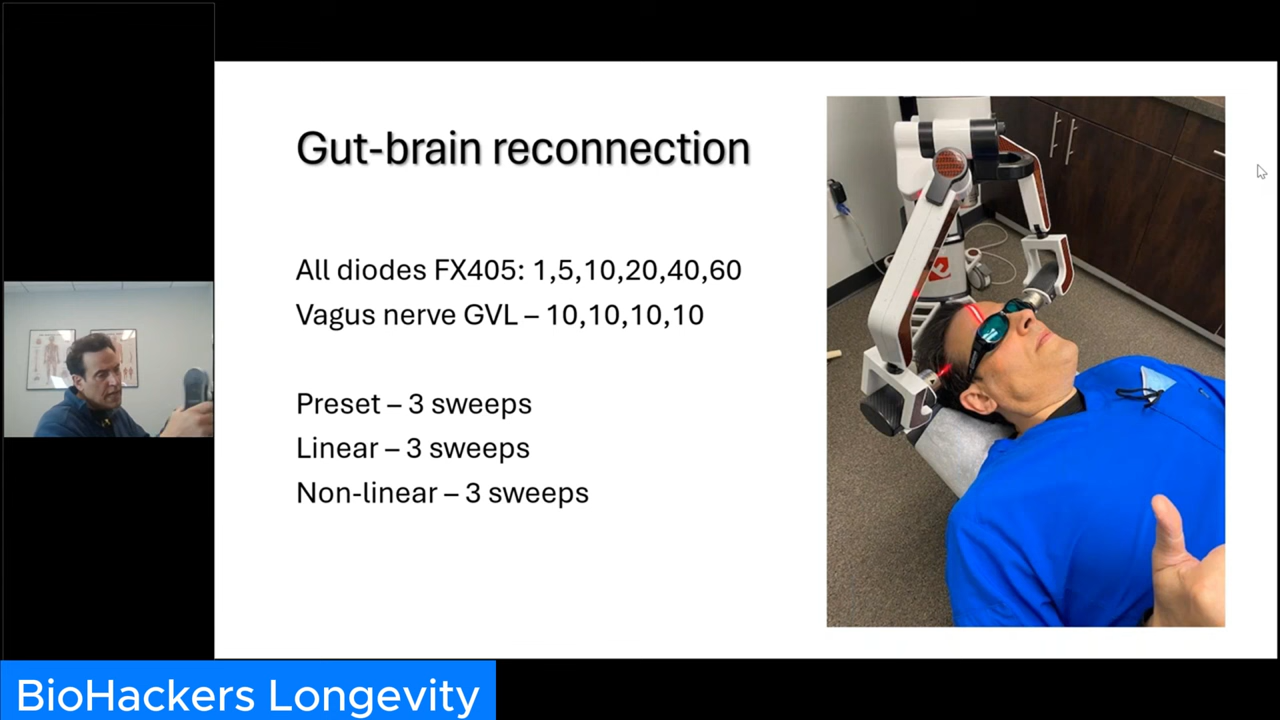 Gut-brain reconnection
All diodes FX405: 1,5,10,20,40,60
Vagus nerve GVL – 10,10,10,10
Preset – 3 sweeps
Linear – 3 sweeps
Non-linear – 3 sweeps
BioHackers Longevity